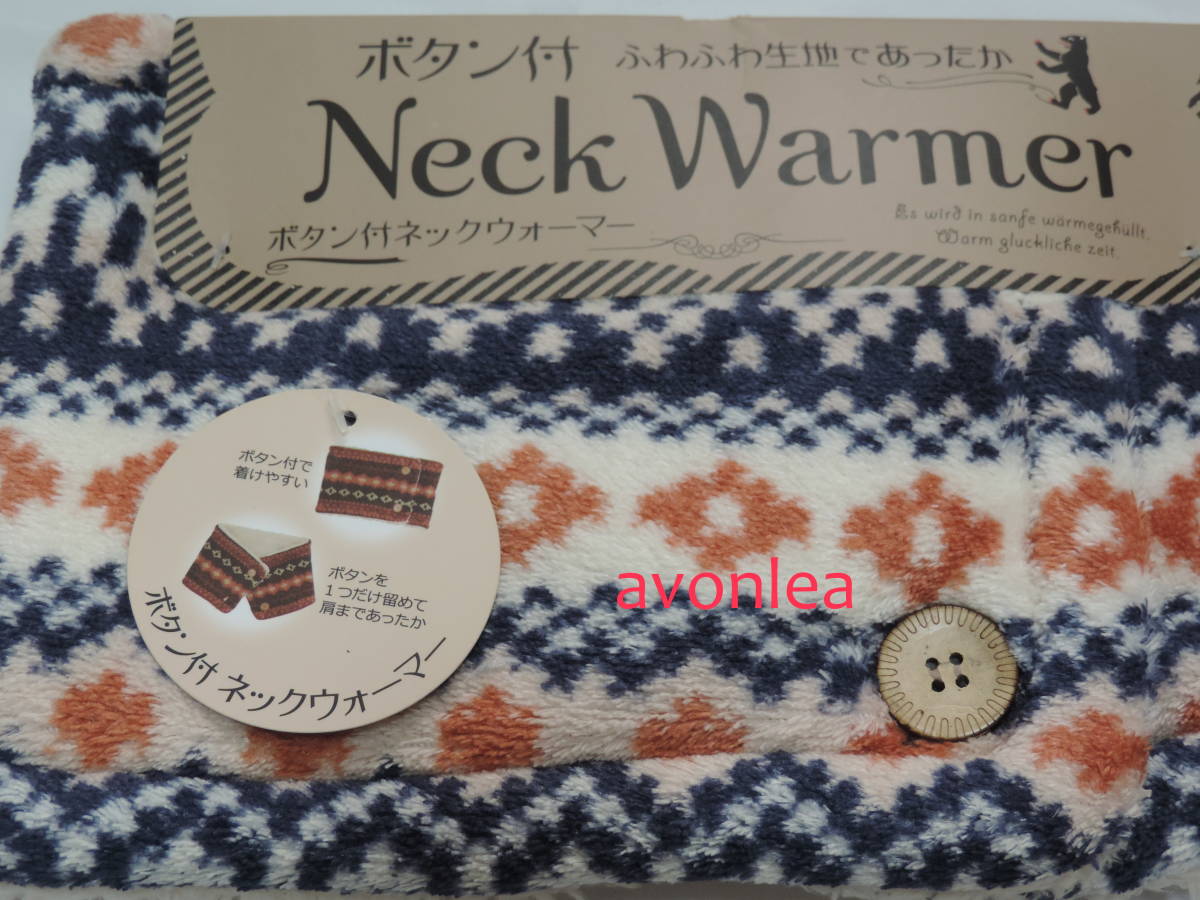 ボタン付 ふわふわ生地であったか
Neck Warmer
ボタン付ネックウォーマー
Es wird in sanfe wärmegehüllt.
Warm gluckliche zeit.
ボタン付で
着けやすい
ボタンを
1つだけ留めて
肩まであったか
ボタン付 ネックウォーマー
avonlea